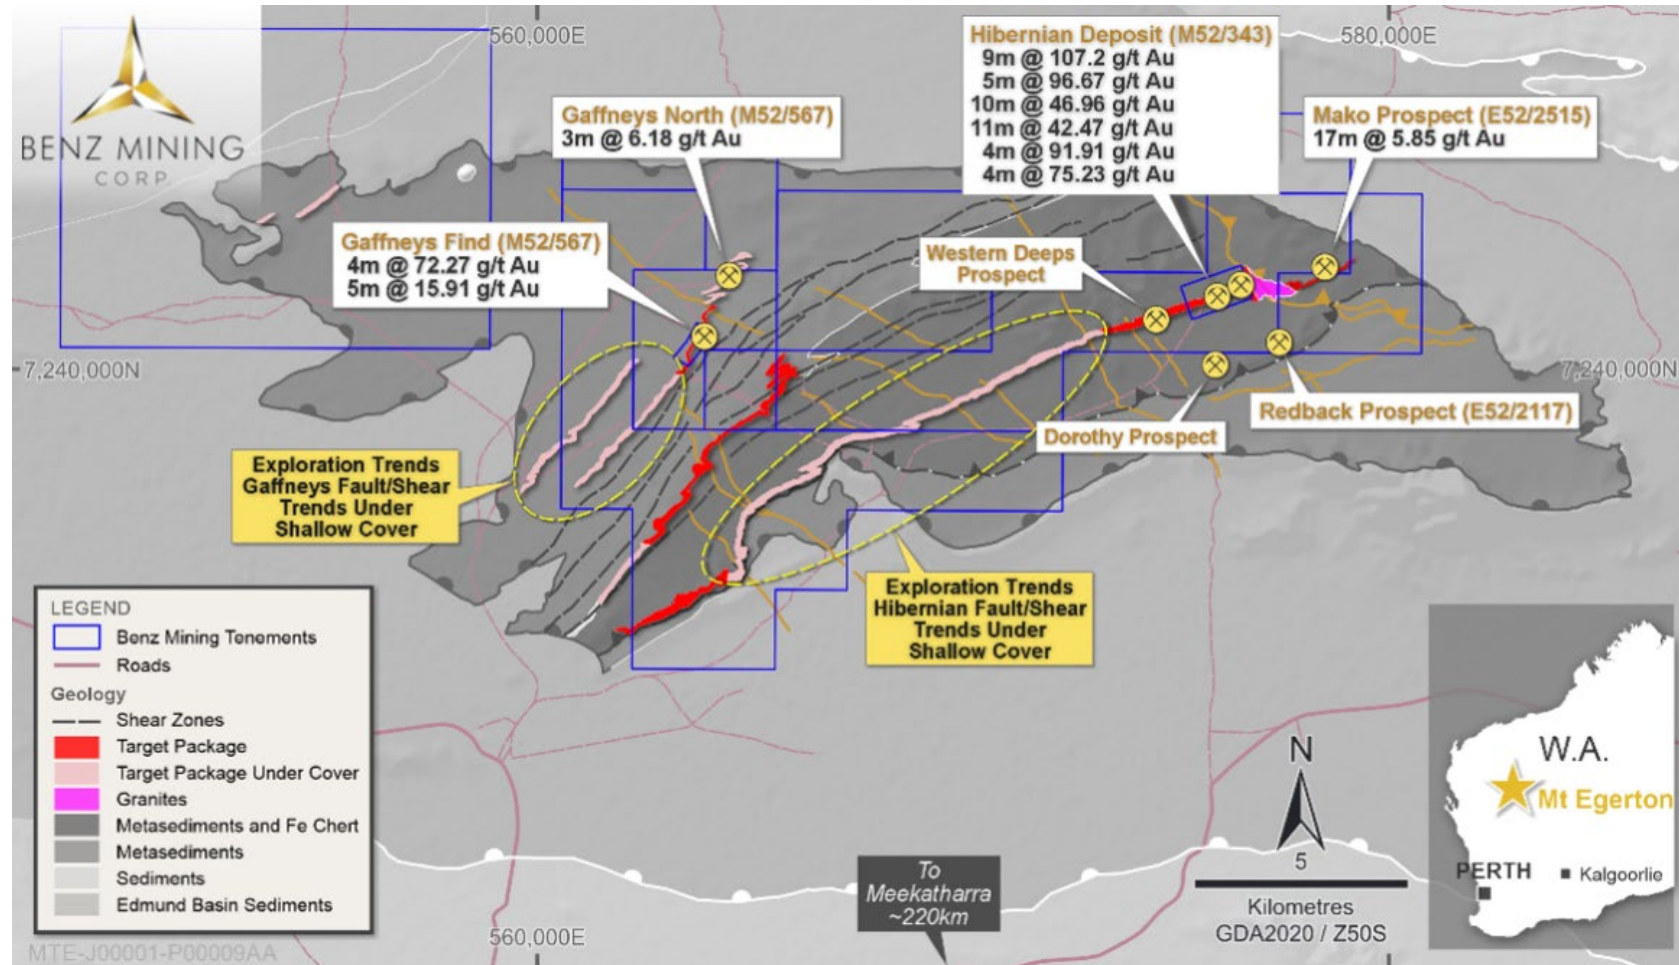 560,000E
580,000E
BENZ MINING
CORP.
Hibernian Deposit (M52/343)
9m @ 107.2 g/t Au
5m @ 96.67 g/t Au
10m @ 46.96 g/t Au
11m @ 42.47 g/t Au
4m @ 91.91 g/t Au
4m @ 75.23 g/t Au
Gaffneys North (M52/567)
3m @ 6.18 g/t Au
Mako Prospect (E52/2515)
17m @ 5.85 g/t Au
Gaffneys Find (M52/567)
4m @ 72.27 g/t Au
5m @ 15.91 g/t Au
Western Deeps
Prospect
7,240,000N
7,240,000N
Redback Prospect (E52/2117)
Dorothy Prospect
Exploration Trends
Gaffneys Fault/Shear
Trends Under
Shallow Cover
Exploration Trends
Hibernian Fault/Shear
Trends Under
Shallow Cover
LEGEND
Benz Mining Tenements
Roads
Geology
Shear Zones
Target Package
Target Package Under Cover
Granites
Metasediments and Fe Chert
Metasediments
Sediments
Edmund Basin Sediments
MTE-J00001-P00009AA
560,000E
To
Meekatharra
~220km
N
5
Kilometres
GDA2020 / Z50S
W.A.
Mt Egerton
PERTH
Kalgoorlie